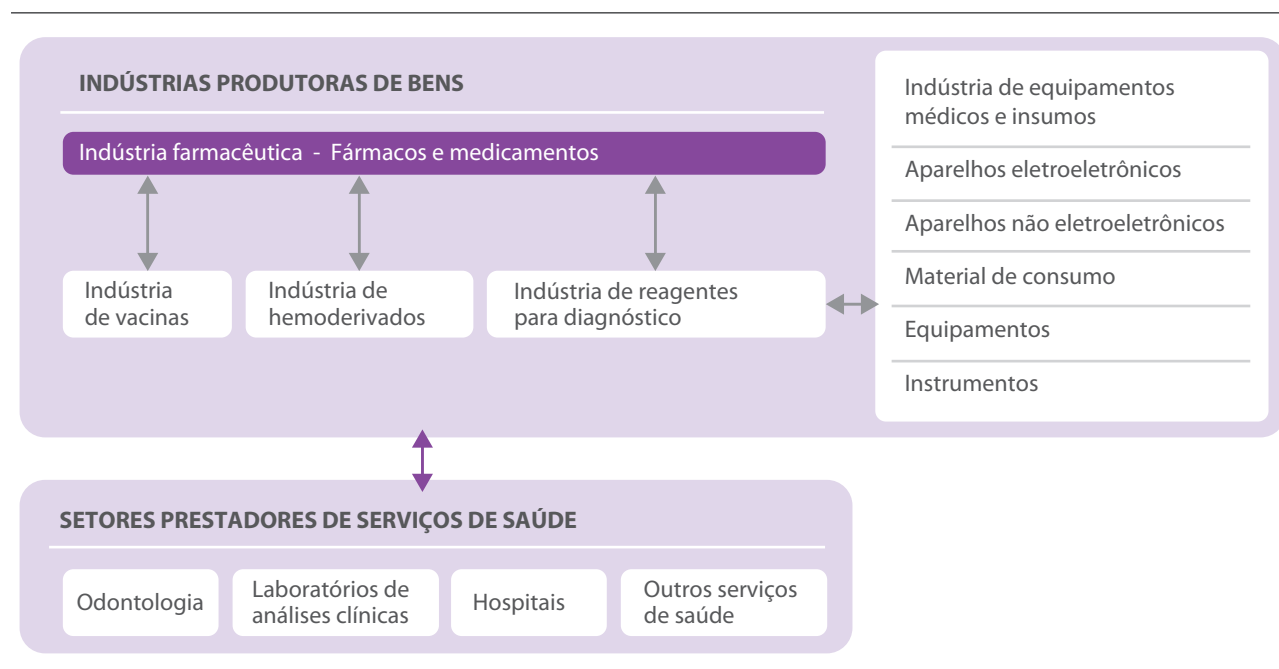 INDÚSTRIAS PRODUTORAS DE BENS
Indústria farmacêutica - Fármacos e medicamentos
Indústria
de vacinas
Indústria de
hemoderivados
Indústria de reagentes
para diagnóstico
Indústria de equipamentos
médicos e insumos
Aparelhos eletroeletrônicos
Aparelhos não eletroeletrônicos
Material de consumo
Equipamentos
Instrumentos
SETORES PRESTADORES DE SERVIÇOS DE SAÚDE
Odontologia
Laboratórios de
análises clínicas
Hospitais
Outros serviços
de saúde